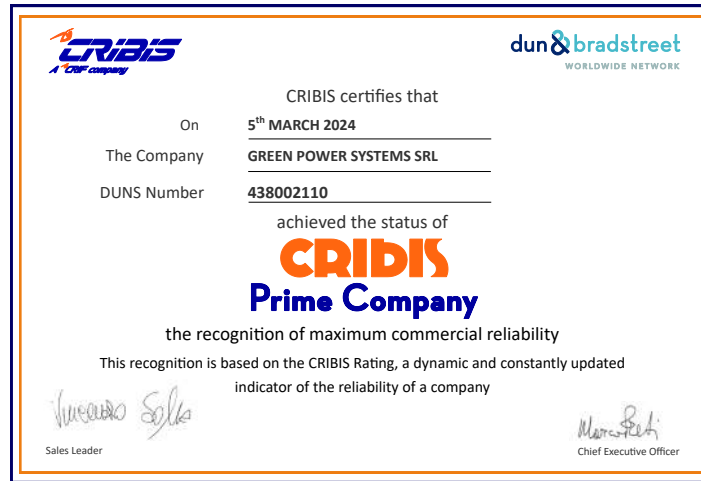 CRIBIS
A CRIF company
dun & bradstreet
WORLDWIDE NETWORK
CRIBIS certifies that
On 5th MARCH 2024
The Company GREEN POWER SYSTEMS SRL
DUNS Number 438002110
achieved the status of
CRIBIS
Prime Company
the recognition of maximum commercial reliability
This recognition is based on the CRIBIS Rating, a dynamic and constantly updated
indicator of the reliability of a company
Sales Leader
Chief Executive Officer